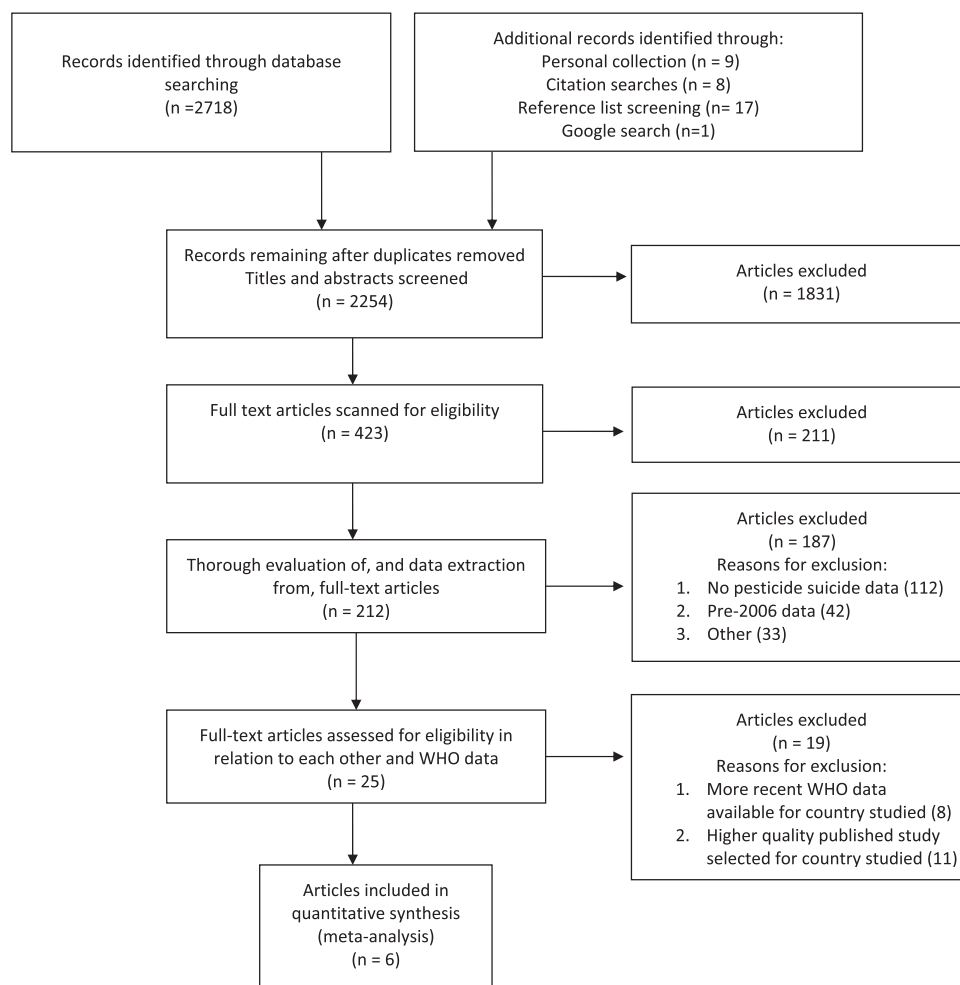 Records identified through database
searching
(n =2718)
Additional records identified through:
Personal collection (n = 9)
Citation searches (n = 8)
Reference list screening (n= 17)
Google search (n=1)
Records remaining after duplicates removed
Titles and abstracts screened
(n = 2254)
Articles excluded
(n = 1831)
Full text articles scanned for eligibility
(n = 423)
Articles excluded
(n = 211)
Thorough evaluation of, and data extraction
from, full-text articles
(n = 212)
Articles excluded
(n = 187)
Reasons for exclusion:
1. No pesticide suicide data (112)
2. Pre-2006 data (42)
3. Other (33)
Full-text articles assessed for eligibility in
relation to each other and WHO data
(n = 25)
Articles excluded
(n = 19)
Reasons for exclusion:
1. More recent WHO data
available for country studied (8)
2. Higher quality published study
selected for country studied (11)
Articles included in
quantitative synthesis
(meta-analysis)
(n = 6)